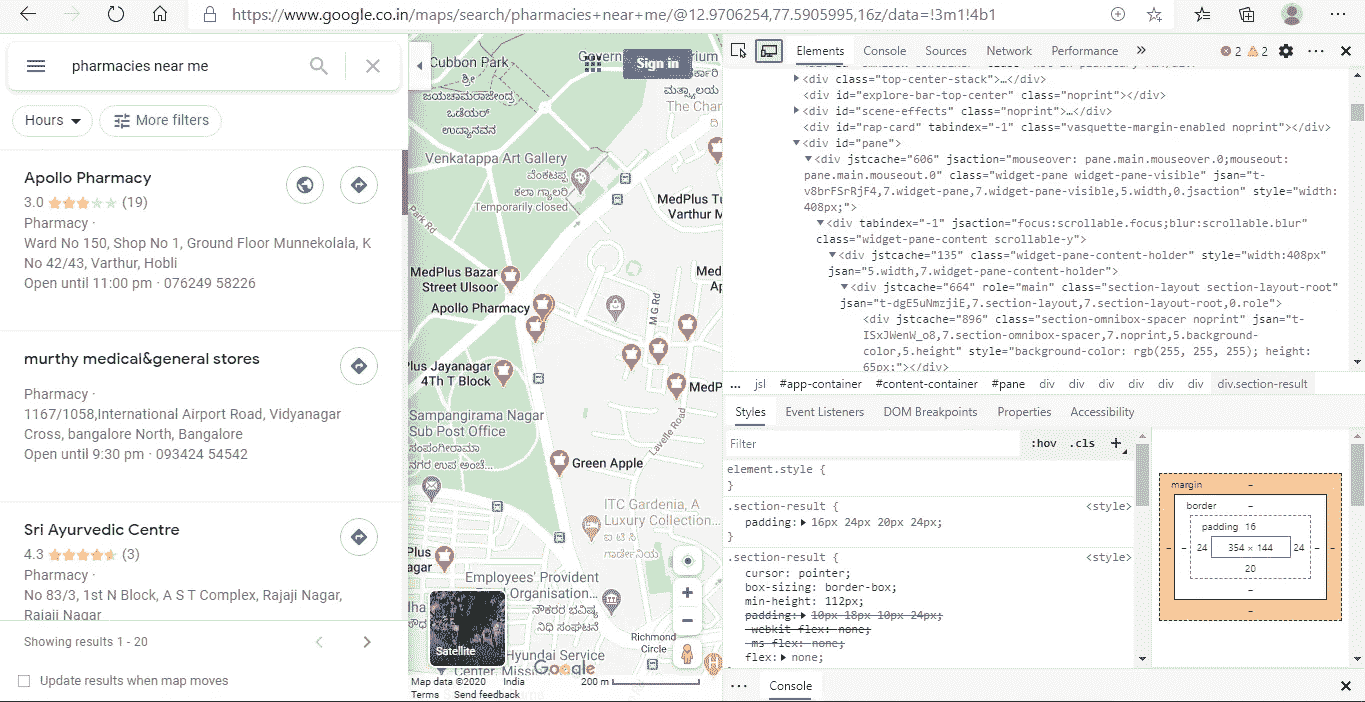 https://www.google.co.in/maps/search/pharmacies+near+me/@12.9706254,77.5905995,16z/data=!3m1!4b1
pharmacies near me
Hours
More filters
Apollo Pharmacy
3.0 (19)
Pharmacy ·
Ward No 150, Shop No 1, Ground Floor Munnekolala, K
No 42/43, Varthur, Hobli
Open until 11:00 pm · 076249 58226
murthy medical&general stores
Pharmacy ·
1167/1058,International Airport Road, Vidyanagar
Cross, bangalore North, Bangalore
Open until 9:30 pm · 093424 54542
Sri Ayurvedic Centre
4.3 (3)
Pharmacy ·
No 83/3, 1st N Block, A S T Complex, Rajaji Nagar,
Rajaji Nagar
Showing results 1 - 20
Update results when map moves
Cubbon Park
ಶ್ರೀ
ಜಯಚಾಮರಾಜೇಂದ್ರ
ಒಡೆಯರ್
ಉದ್ಯಾನವನ
Sign in
The Char
Venkatappa Art Gallery
ವೆಂಕಟಪ್ಪ
ಕಲಾ ಗ್ಯಾಲರಿ
Temporarily closed
Park Rd
MedPlus Tu
Varthur M
MedPlus Bazar
Street Ulsoor
Med
Ap
Apollo Pharmacy
M G Rd
Plus Jayanagar
4Th T Block
MedP
Sampangirama Nagar
Sub Post Office
ಸಂಪಂಗೀರಾಮಾ
ನಗರ ಉಪ ಅಂಚೆ...
Lavelle Road
Green Apple
ITC Gardenia, A
Luxury Collection...
ಐ ಟಿ ಸಿ
ಗಾರ್ಡೇನಿಯ
Plus
agar
Employees' Provident
Organisation...
ನೌಕರರ ಭವಿಷ್ಯ
ನಿಧಿ ಸಂಘಟನೆ
Satellite
Richmond
Circle
Hyundai Service
Google
Map data ©2020 India 200 m
Terms Send feedback
Elements Console Sources Network Performance » 2 2
<div class="top-center-stack">…</div>
<div id="explore-bar-top-center" class="noprint"></div>
<div id="scene-effects" class="noprint">…</div>
<div id="rap-card" tabindex="-1" class="vasquette-margin-enabled noprint"></div>
<div id="pane">
<div jstcache="606" jsaction="mouseover: pane.main.mouseover.0;mouseout:
pane.main.mouseout.0" class="widget-pane widget-pane-visible" jsan="t-
v8brFSrRjF4,7.widget-pane,7.widget-pane-visible,5.width,0.jsaction" style="width:
408px;">
<div tabindex="-1" jsaction="focus:scrollable.focus;blur:scrollable.blur"
class="widget-pane-content scrollable-y">
<div jstcache="135" class="widget-pane-content-holder" style="width:408px"
jsan="5.width,7.widget-pane-content-holder">
<div jstcache="664" role="main" class="section-layout section-layout-root"
jsan="t-dgE5uNmzjiE,7.section-layout,7.section-layout-root,0.role">
<div jstcache="896" class="section-omnibox-spacer noprint" jsan="t-
ISxJWenW_o8,7.section-omnibox-spacer,7.noprint,5.background-
color,5.height" style="background-color: rgb(255, 255, 255); height:
65px;"></div>
... jsl #app-container #content-container #pane div div div div div div div.section-result
Styles Event Listeners DOM Breakpoints Properties Accessibility
Filter :hov .cls +
element.style {
}
.section-result { <style>
padding: 16px 24px 20px 24px;
}
.section-result { <style>
cursor: pointer;
box-sizing: border-box;
min-height: 112px;
padding: 10px 18px 10px 24px;
-webkit-flex: none;
-ms-flex: none;
flex: none;
margin -
border -
padding 16
- - 24 354 × 144 24 - -
20
-
-
Console